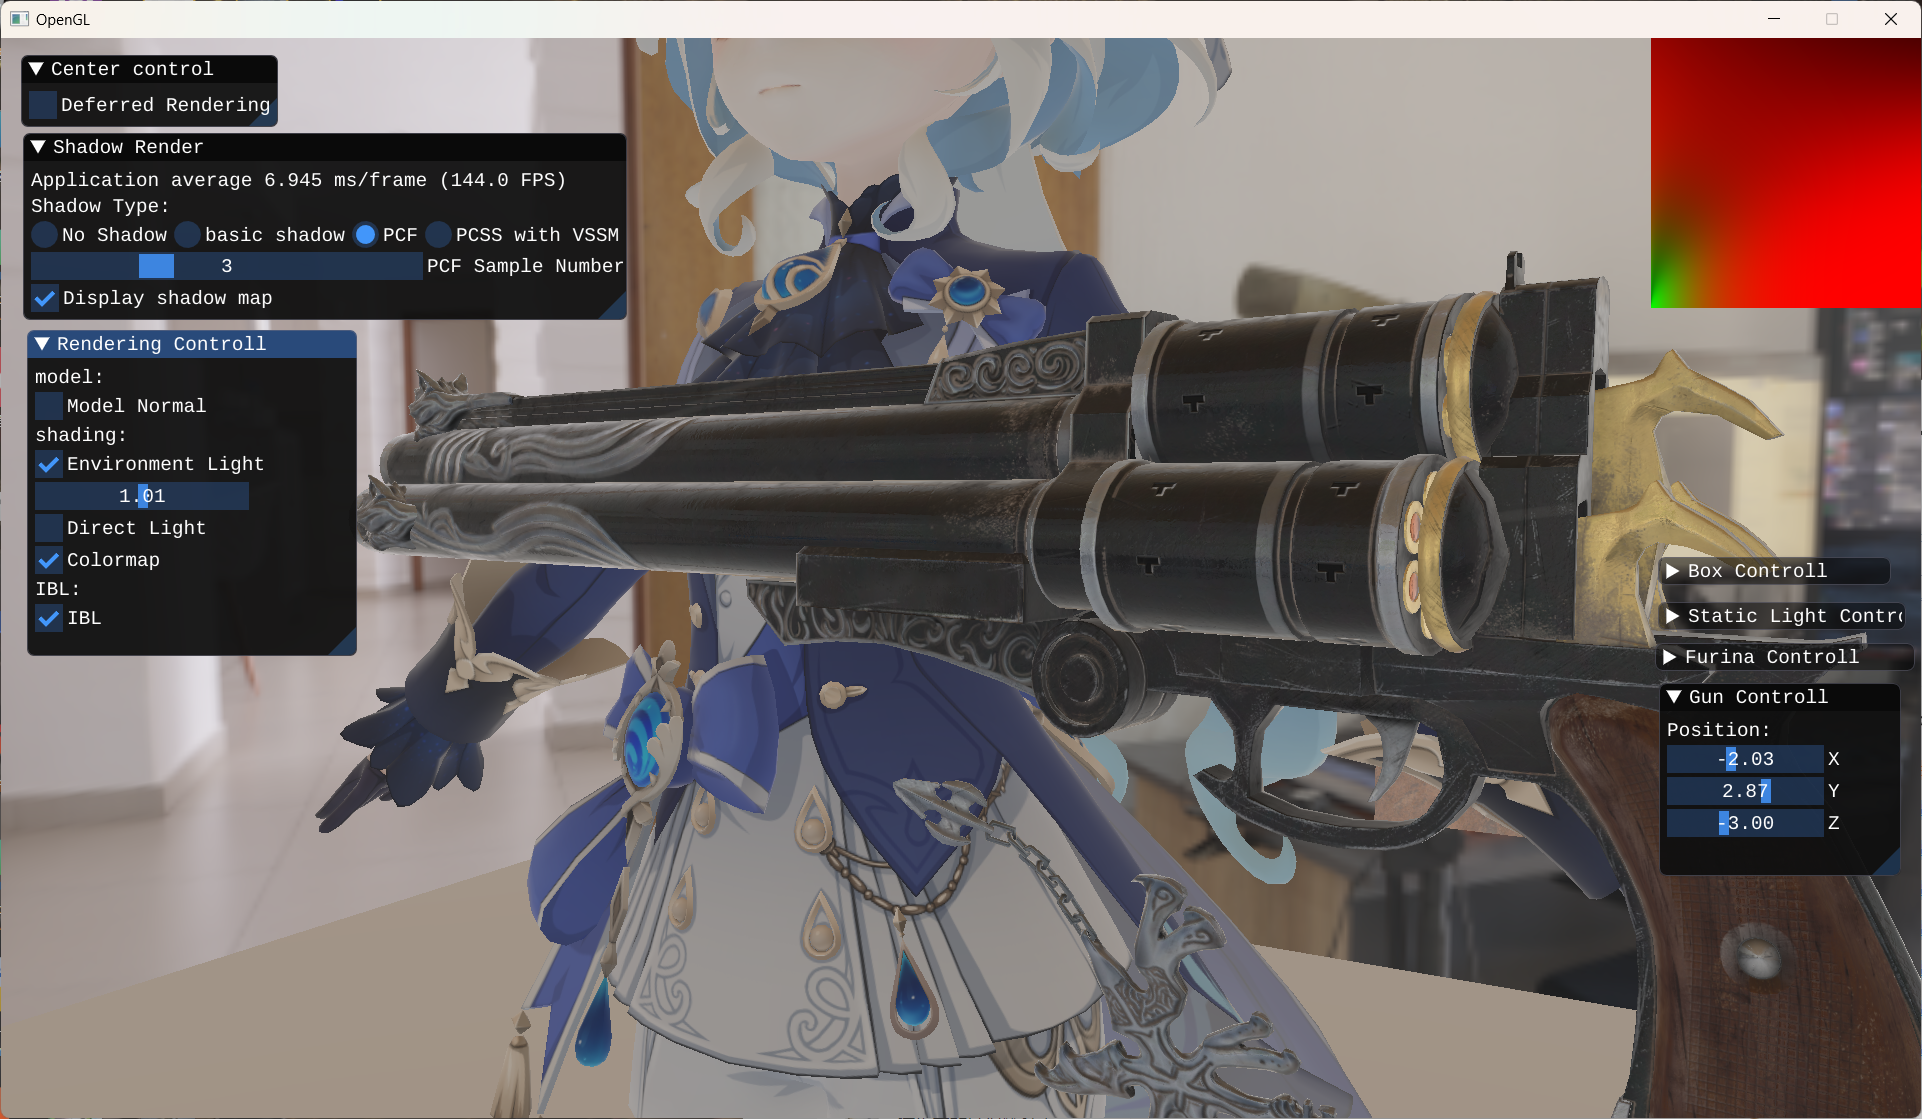 OpenGL
Center control
Deferred Rendering
Shadow Render
Application average 6.945 ms/frame (144.0 FPS)
Shadow Type:
No Shadow basic shadow PCF PCSS with VSSM
3 PCF Sample Number
Display shadow map
Rendering Controll
model:
Model Normal
shading:
Environment Light
1.01
Direct Light
Colormap
IBL:
IBL
Box Controll
Static Light Contro
Furina Controll
Gun Controll
Position:
-2.03 X
2.87 Y
-3.00 Z